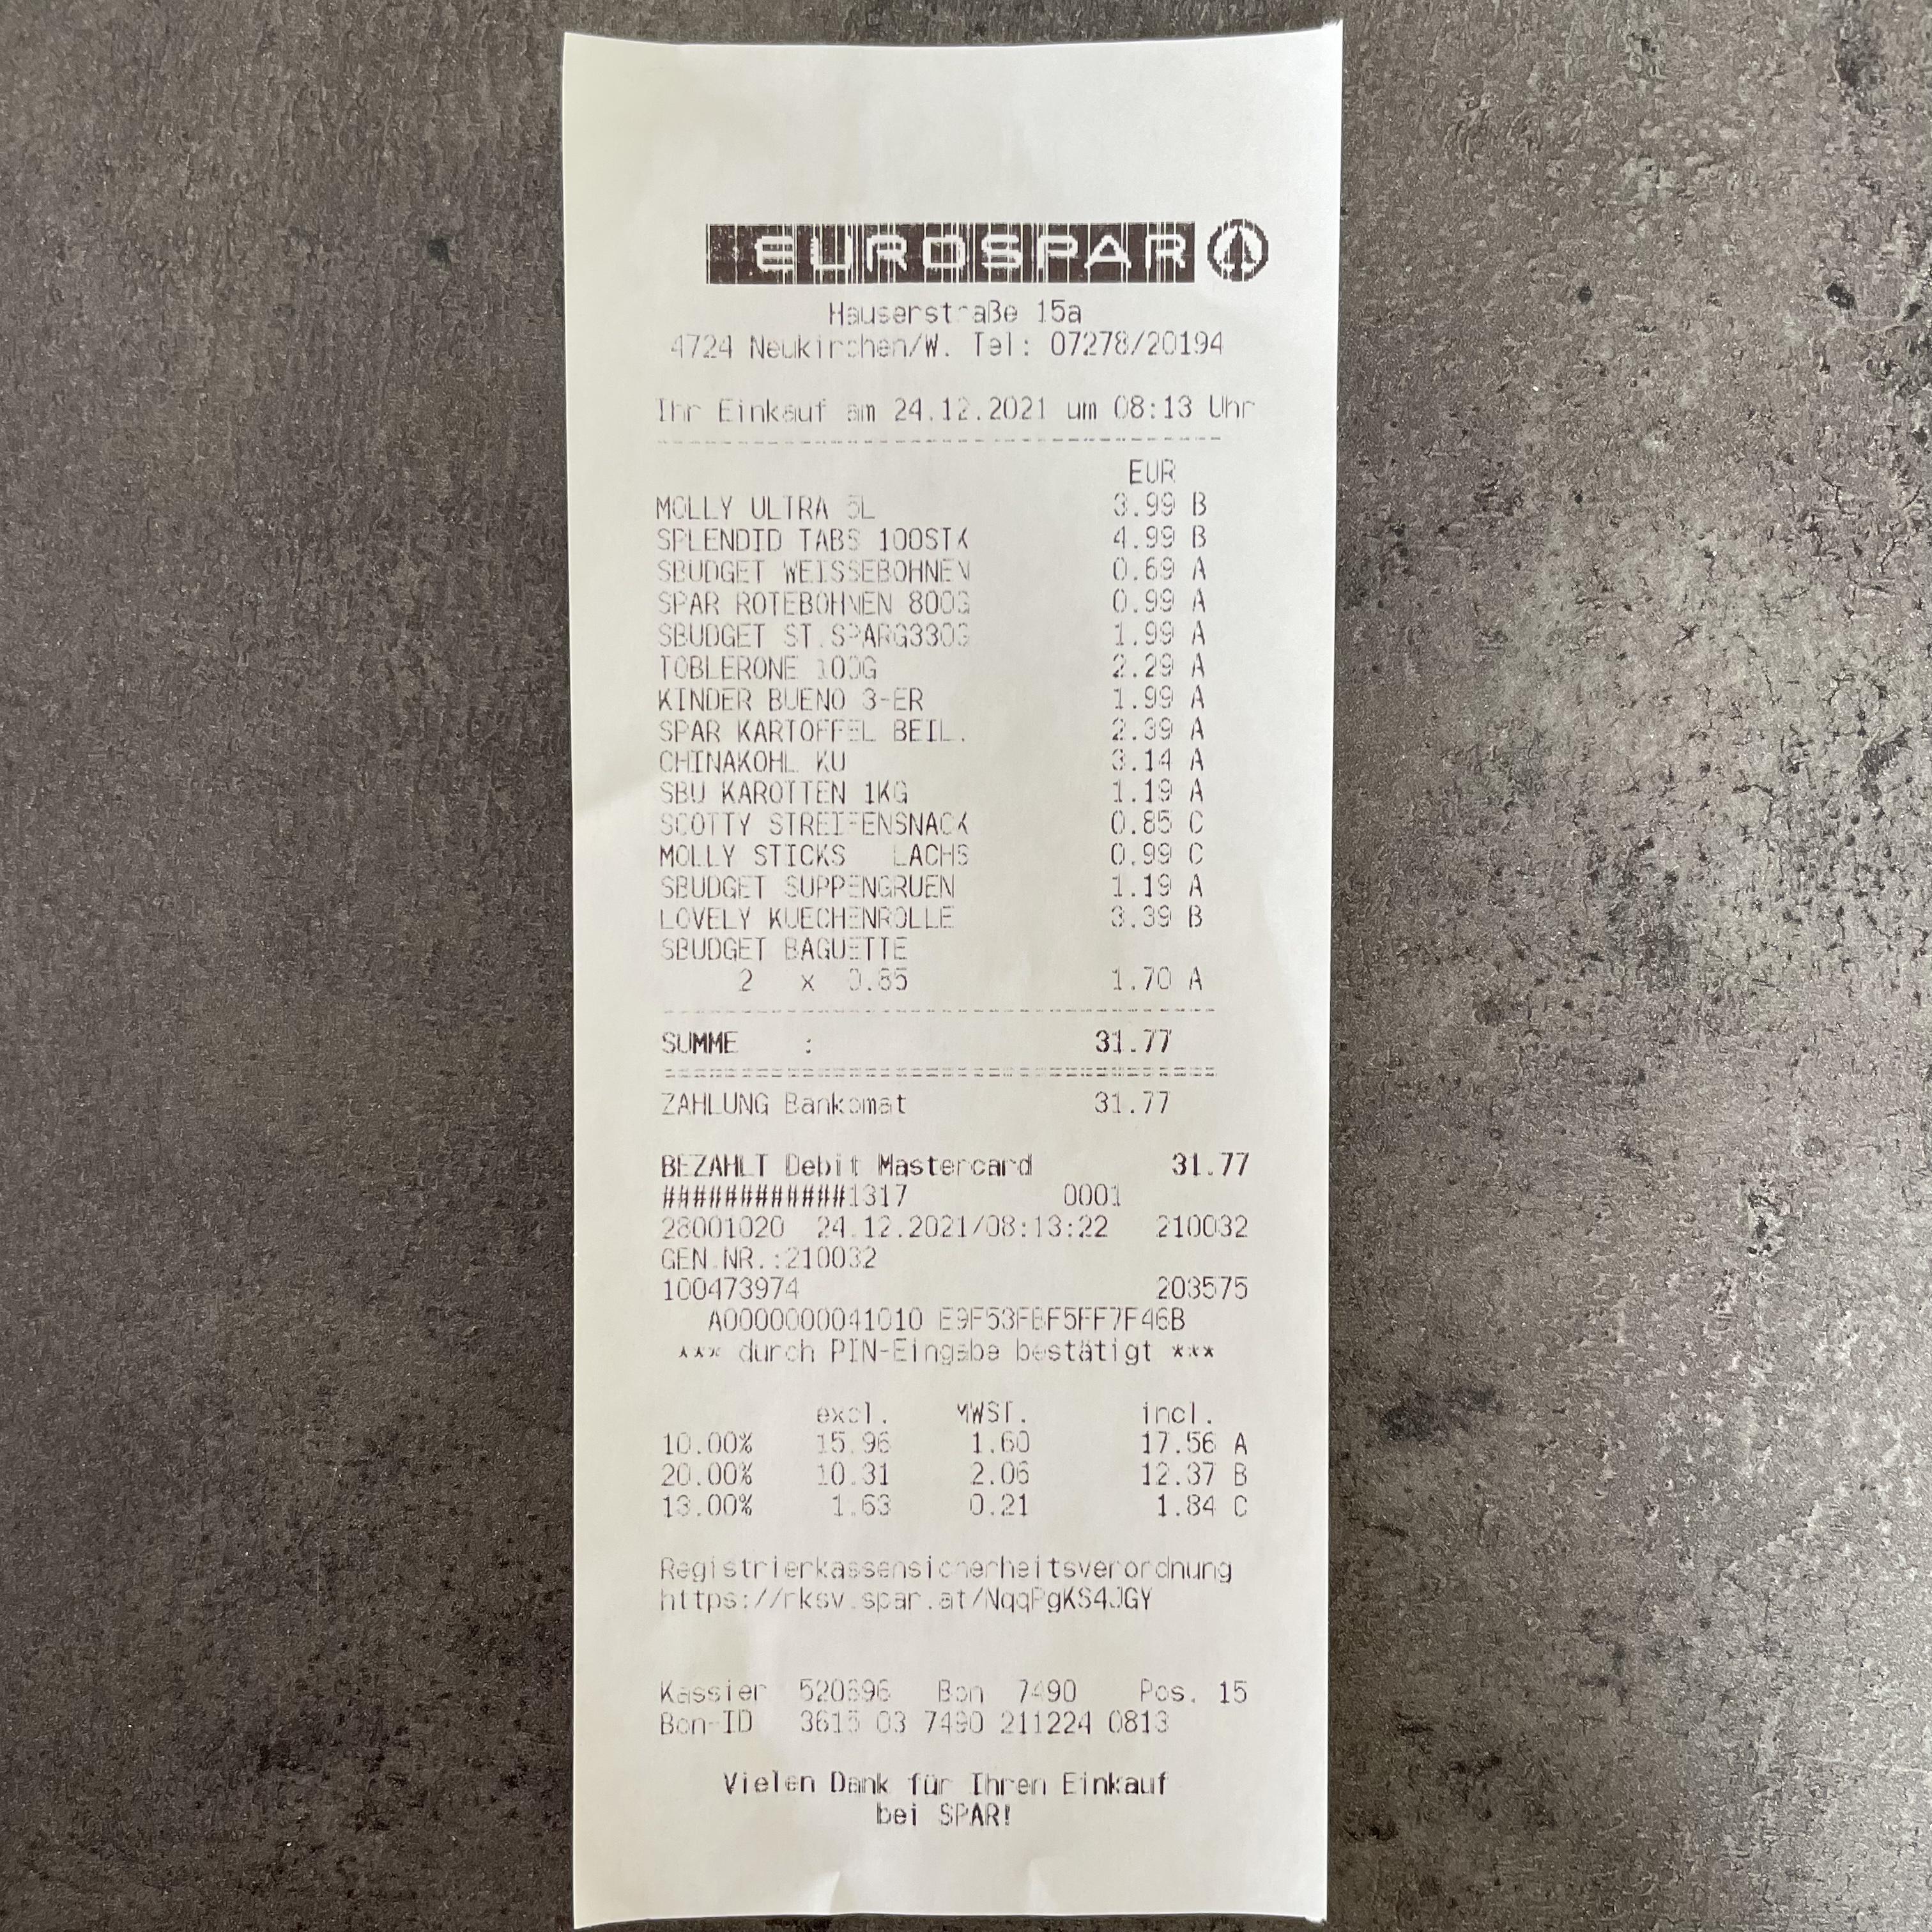 EUROSPAR
Hauserstraße 15a
4724 Neukirchen/W. Tel: 07278/20194
Ihr Einkauf am 24.12.2021 um 08:13 Uhr
EUR
MOLLY ULTRA 5L 3.99 B
SPLENDID TABS 100STK 4.99 B
SBUDGET WEISSEBOHNEN 0.69 A
SPAR ROTEBOHNEN 800G 0.99 A
SBUDGET ST.SPARG330G 1.99 A
TOBLERONE 100G 2.29 A
KINDER BUENO 3-ER 1.99 A
SPAR KARTOFFEL BEIL. 2.39 A
CHINAKOHL KU 3.14 A
SBU KAROTTEN 1KG 1.19 A
SCOTTY STREIFENSNACK 0.85 C
MOLLY STICKS LACHS 0.99 C
SBUDGET SUPPENGRUEN 1.19 A
LOVELY KUECHENROLLE 3.39 B
SBUDGET BAGUETTE
2 x 0.85 1.70 A
SUMME : 31.77
ZAHLUNG Bankomat 31.77
BEZAHLT Debit Mastercard 31.77
############1317 0001
28001020 24.12.2021/08:13:22 210032
GEN.NR.:210032
100473974 203575
A0000000041010 E9F53FBF5FF7F46B
*** durch PIN-Eingabe bestätigt ***
excl. MWST. incl.
10.00% 15.96 1.60 17.56 A
20.00% 10.31 2.06 12.37 B
13.00% 1.63 0.21 1.84 C
Registrierkassensicherheitsverordnung
https://rksv.spar.at/NqqPgKS4JGY
Kassier 520896 Bon 7490 Pos. 15
Bon-ID 3615 03 7490 211224 0813
Vielen Dank für Ihren Einkauf
bei SPAR!